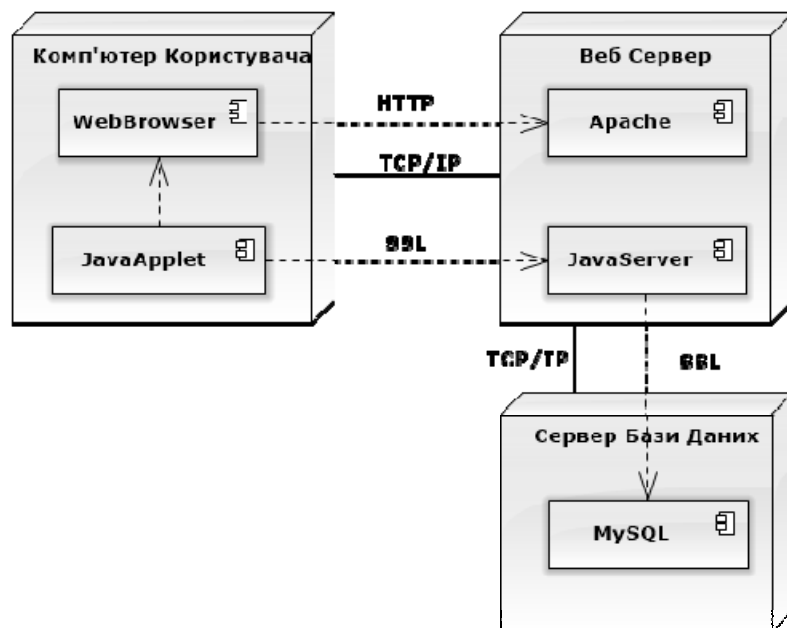 Комп'ютер Користувача
Веб Сервер
WebBrowser
HTTP
Apache
TCP/IP
JavaApplet
SSL
JavaServer
TCP/IP
SSL
Сервер Бази Даних
MySQL